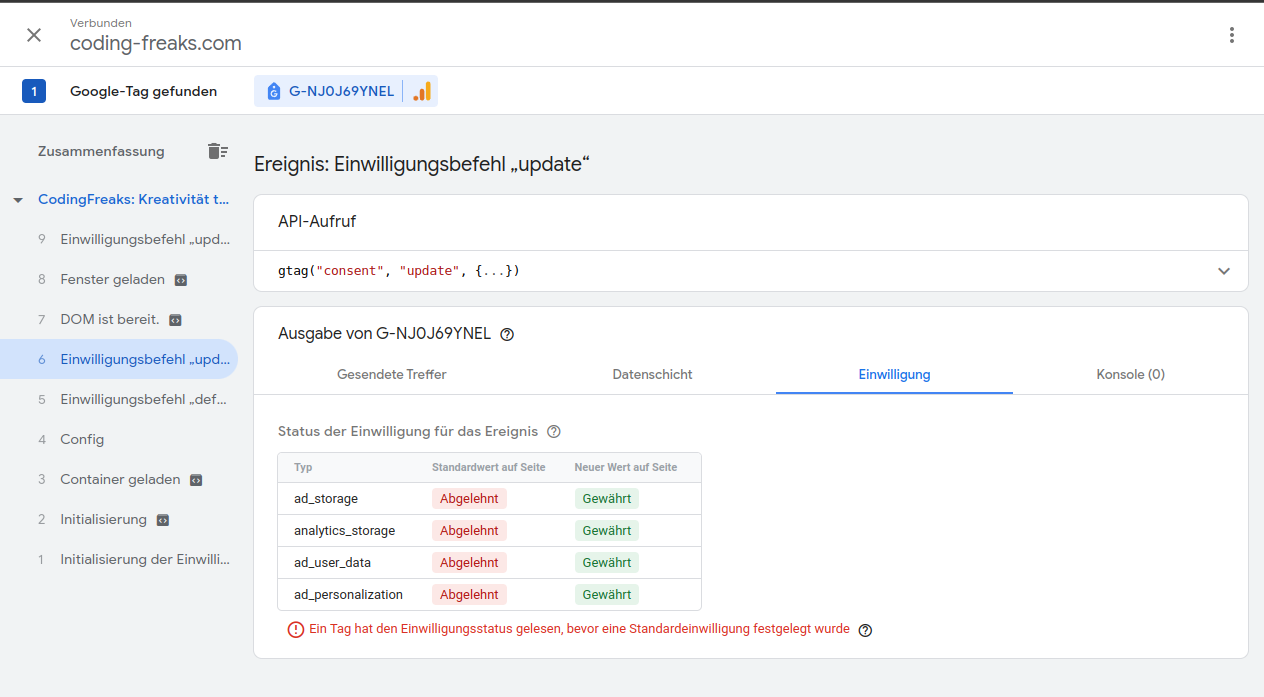 Verbunden
coding-freaks.com
1 Google-Tag gefunden G-NJ0J69YNEL
Zusammenfassung
CodingFreaks: Kreativität t...
9 Einwilligungsbefehl „upd...
8 Fenster geladen
7 DOM ist bereit.
6 Einwilligungsbefehl „upd...
5 Einwilligungsbefehl „def...
4 Config
3 Container geladen
2 Initialisierung
1 Initialisierung der Einwilli...
Ereignis: Einwilligungsbefehl „update“
API-Aufruf
gtag("consent", "update", {...})
Ausgabe von G-NJ0J69YNEL
Gesendete Treffer Datenschicht Einwilligung Konsole (0)
Status der Einwilligung für das Ereignis
Typ Standardwert auf Seite Neuer Wert auf Seite
ad_storage Abgelehnt Gewährt
analytics_storage Abgelehnt Gewährt
ad_user_data Abgelehnt Gewährt
ad_personalization Abgelehnt Gewährt
Ein Tag hat den Einwilligungsstatus gelesen, bevor eine Standardeinwilligung festgelegt wurde